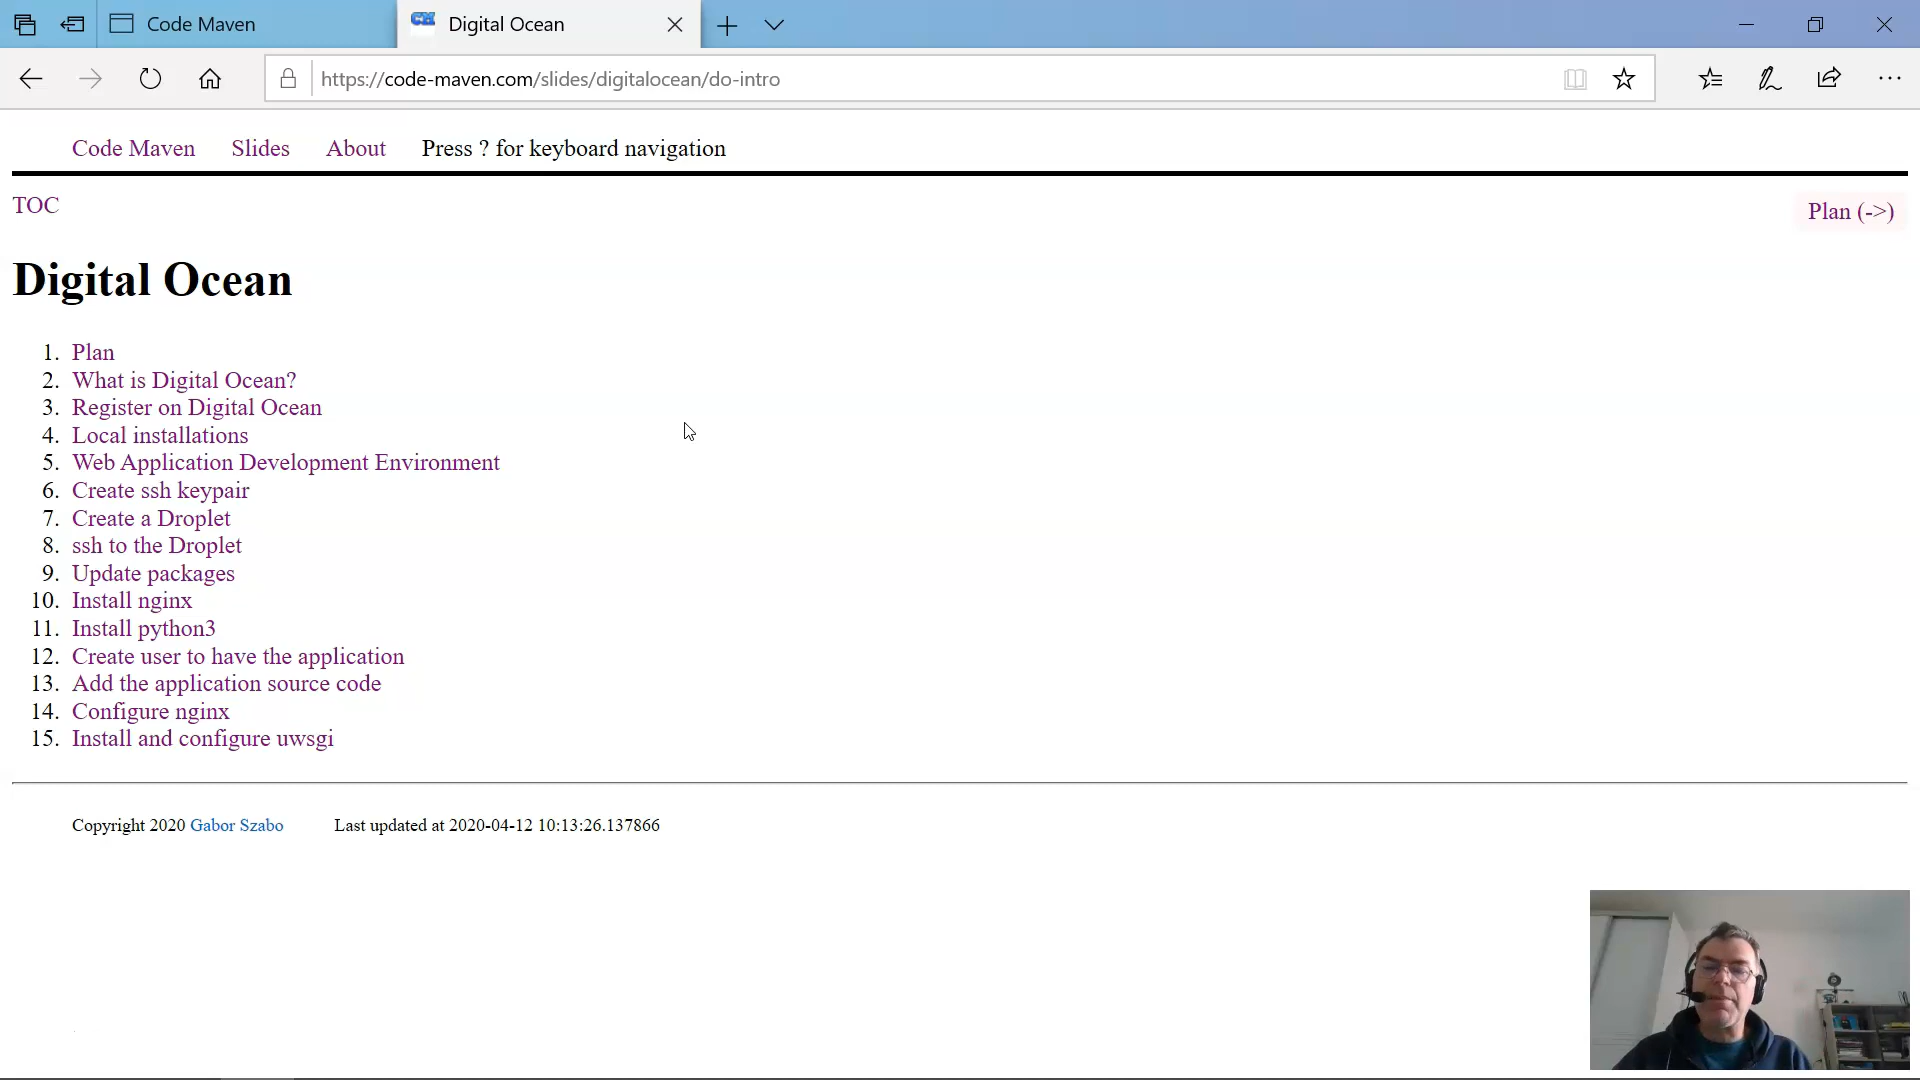 Code Maven
Digital Ocean
https://code-maven.com/slides/digitalocean/do-intro
Code Maven Slides About Press ? for keyboard navigation
TOC
Plan (->)
Digital Ocean
1. Plan
2. What is Digital Ocean?
3. Register on Digital Ocean
4. Local installations
5. Web Application Development Environment
6. Create ssh keypair
7. Create a Droplet
8. ssh to the Droplet
9. Update packages
10. Install nginx
11. Install python3
12. Create user to have the application
13. Add the application source code
14. Configure nginx
15. Install and configure uwsgi
Copyright 2020 Gabor Szabo Last updated at 2020-04-12 10:13:26.137866